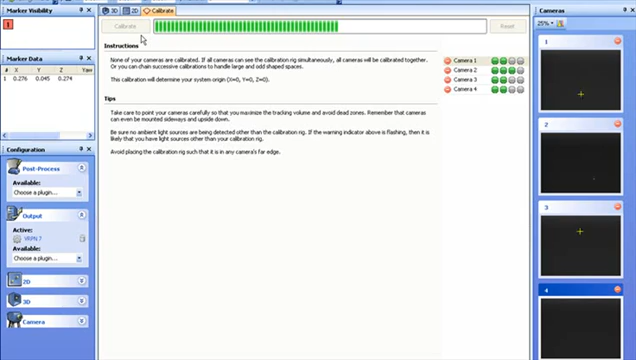 Marker Visibility
1
Marker Data
# X Y Z Yaw
1 0.276 0.045 0.274
Configuration
Post-Process
Available:
Choose a plugin...
Output
Active:
VRPN 7
Available:
Choose a plugin...
2D
3D
Camera
3D 2D Calibrate
Calibrate
Reset
Instructions
None of your cameras are calibrated. If all cameras can see the calibration rig simultaneously, all cameras will be calibrated together.
Or you can chain successive calibrations to handle large and odd shaped spaces.
This calibration will determine your system origin (X=0, Y=0, Z=0).
Tips
Take care to point your cameras carefully so that you maximize the tracking volume and avoid dead zones. Remember that cameras
can even be mounted sideways and upside down.
Be sure no ambient light sources are being detected other than the calibration rig. If the warning indicator above is flashing, then it is
likely that you have light sources other than your calibration rig.
Avoid placing the calibration rig such that it is in any camera's far edge.
Camera 1
Camera 2
Camera 3
Camera 4
Cameras
25%
1
2
3
4